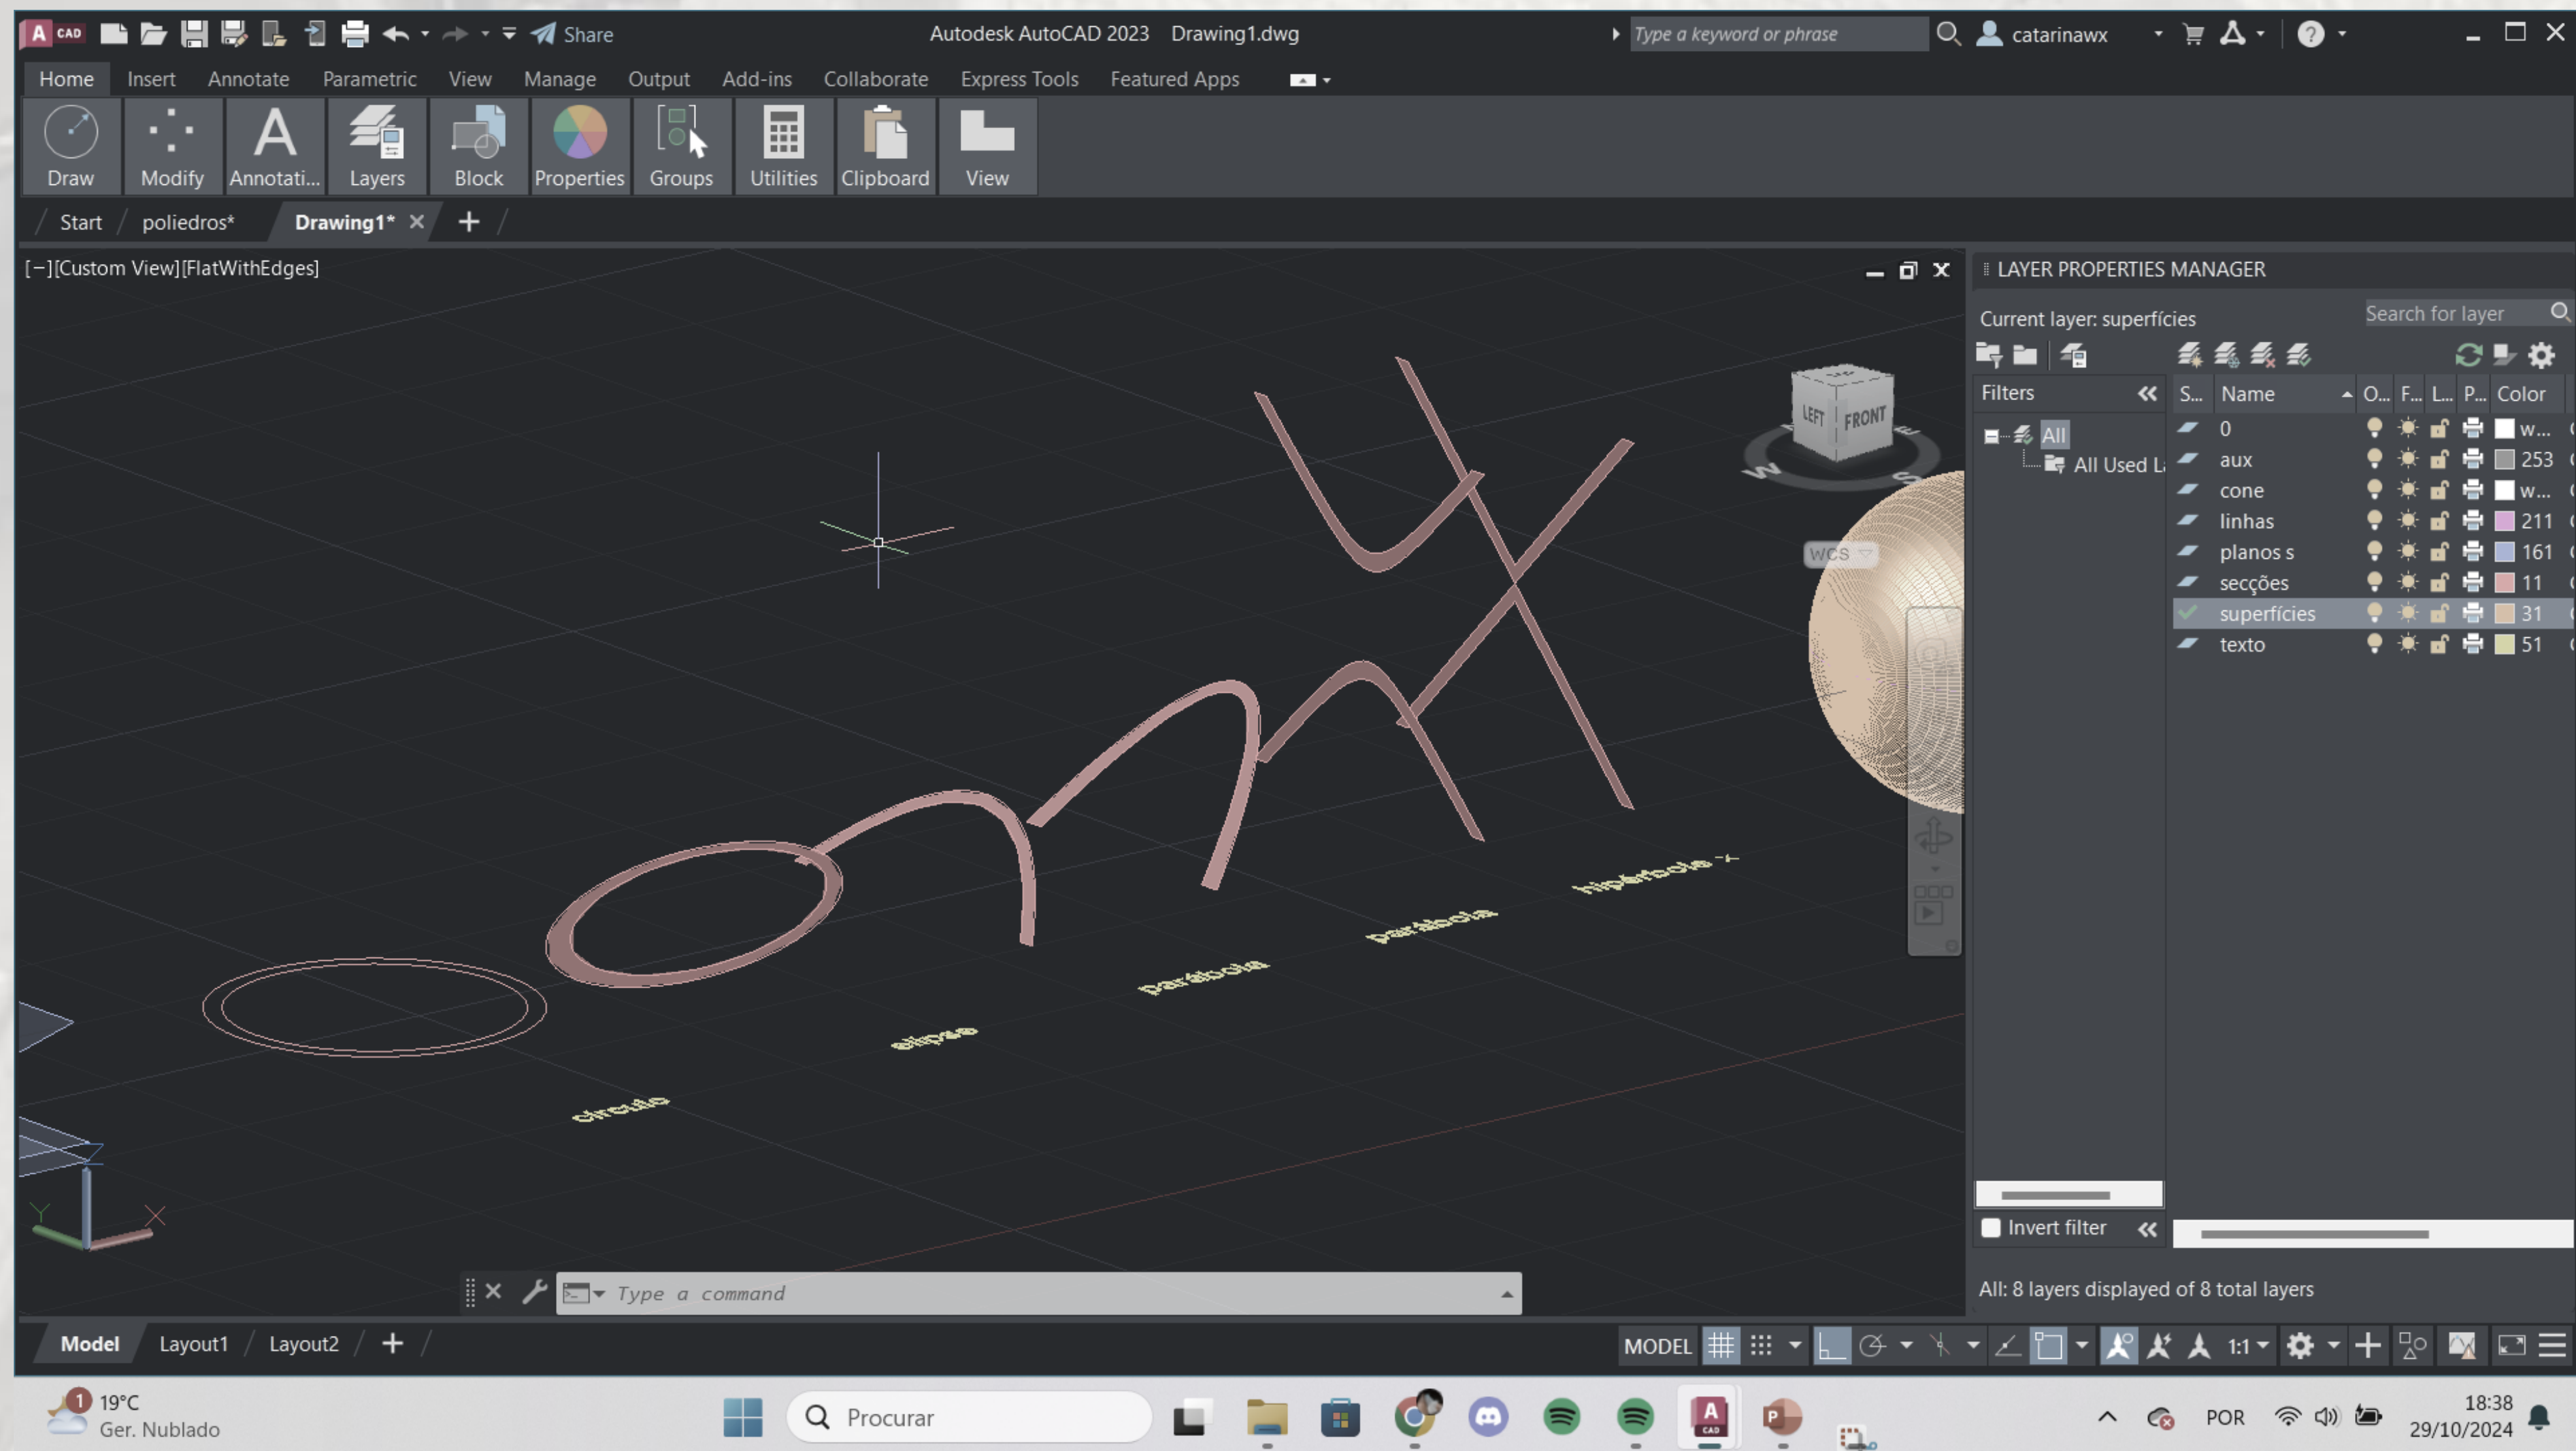 A CAD
Share
Autodesk AutoCAD 2023 Drawing1.dwg
Type a keyword or phrase
catarinawx
Home Insert Annotate Parametric View Manage Output Add-ins Collaborate Express Tools Featured Apps
Draw Modify Annotati... Layers Block Properties Groups Utilities Clipboard View
Start poliedros* Drawing1* +
[−][Custom View][FlatWithEdges]
LEFT FRONT
W S
WCS
hiperbole
parábola
parábola
elipse
círculo
Z
Y X
Type a command
LAYER PROPERTIES MANAGER
Current layer: superfícies
Search for layer
Filters
All
All Used L
S... Name O... F... L... P... Color
0 w...
aux 253
cone w...
linhas 211
planos s 161
secções 11
superfícies 31
texto 51
Invert filter
All: 8 layers displayed of 8 total layers
Model Layout1 Layout2 +
MODEL 1:1
1 19°C
Ger. Nublado
Procurar
A CAD
P
POR
18:38
29/10/2024